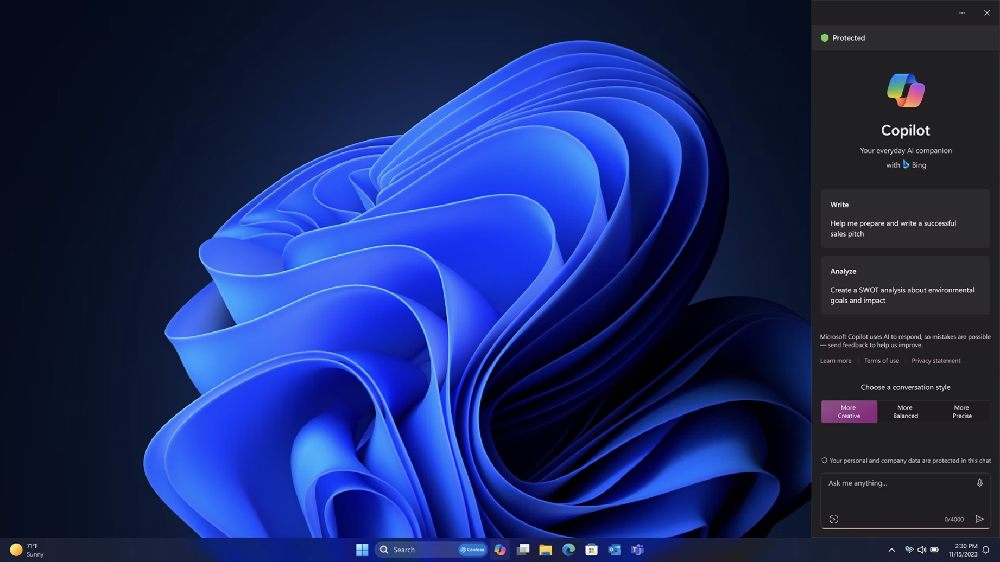 Protected
Copilot
Your everyday AI companion
with Bing
Write
Help me prepare and write a successful
sales pitch
Analyze
Create a SWOT analysis about environmental
goals and impact
Microsoft Copilot uses AI to respond, so mistakes are possible
— send feedback to help us improve.
Learn more Terms of use Privacy statement
Choose a conversation style
More
Creative
More
Balanced
More
Precise
Your personal and company data are protected in this chat
Ask me anything...
0/4000
71°F
Sunny
Search
Contoso
2:30 PM
11/15/2023